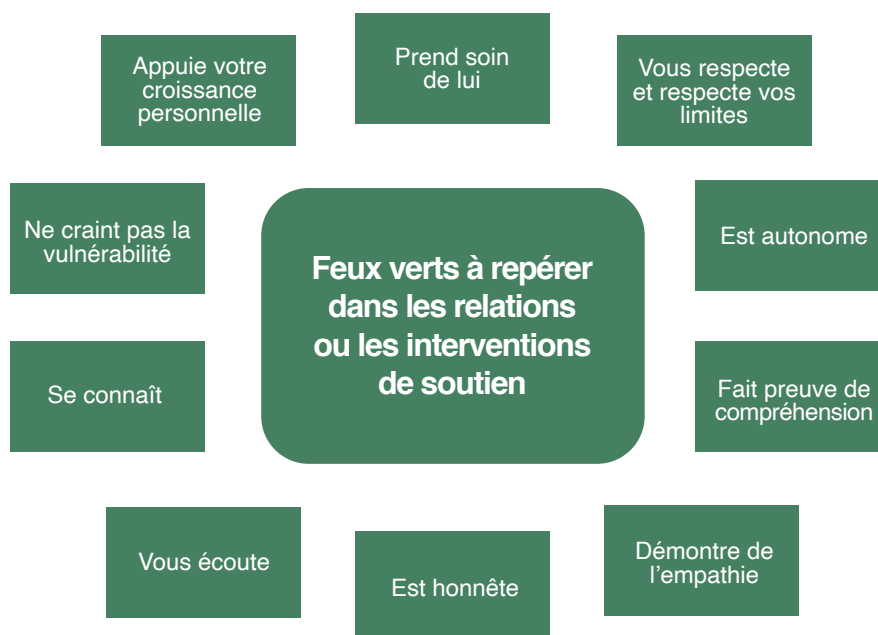 Appuie votre
croissance
personnelle
Prend soin
de lui
Vous respecte
et respecte vos
limites
Ne craint pas la
vulnérabilité
Feux verts à repérer
dans les relations
ou les interventions
de soutien
Est autonome
Se connaît
Fait preuve de
compréhension
Vous écoute
Est honnête
Démontre de
l'empathie